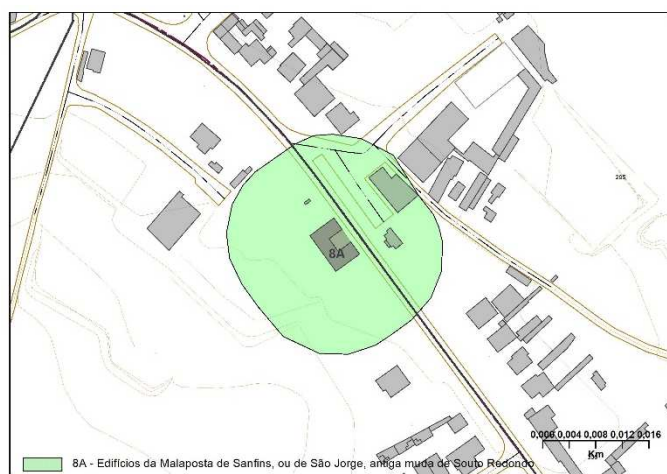 205
8A
0,000 0,004 0,008 0,012 0,016
Km
8A - Edifícios da Malaposta de Sanfins, ou de São Jorge, antiga muda de Souto Redondo